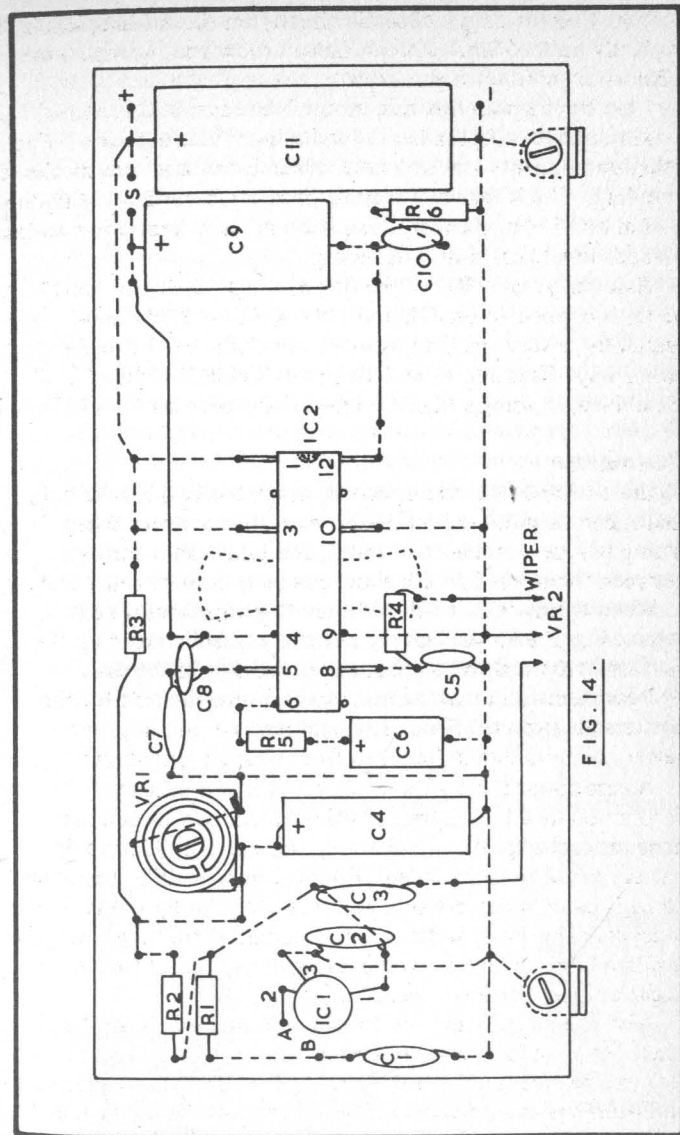 +
+
C11
S
+
C9
R6
C10
IC2
1
12
3
10
R3
4
9
R4
WIPER
VR2
C8
5
8
C5
6
C7
R5
+
C6
VR1
+
C4
FIG 14.
C3
C2
R2
R1
3
2
IC1
1
A
B
C1